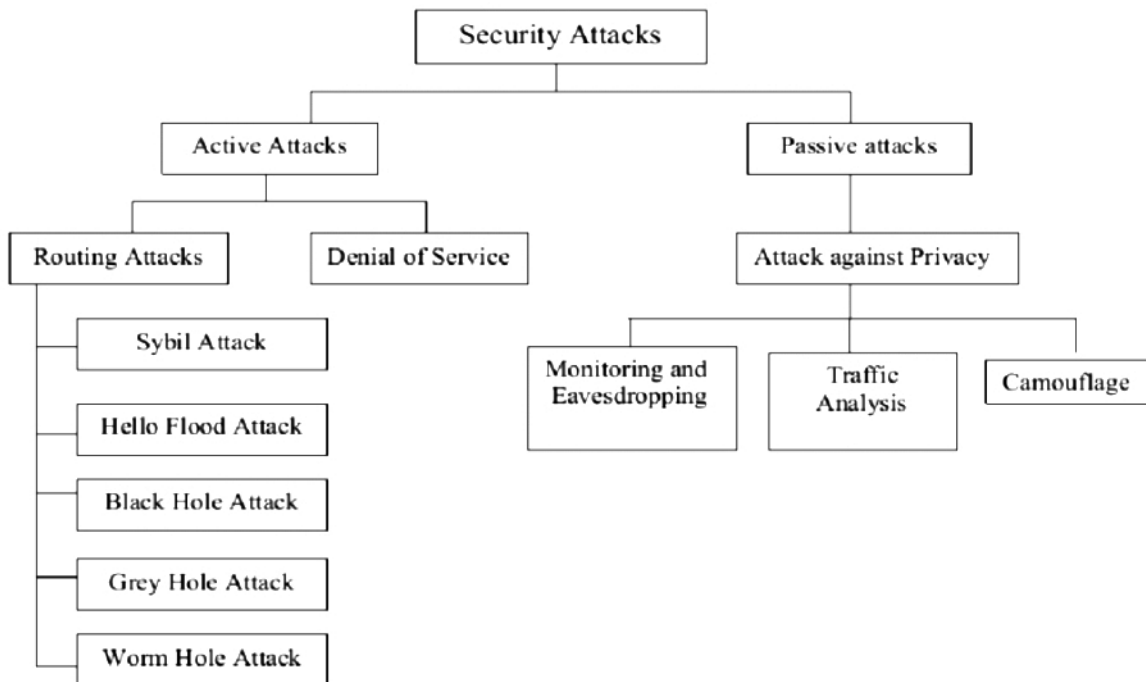 Security Attacks
Active Attacks
Passive attacks
Routing Attacks
Denial of Service
Attack against Privacy
Sybil Attack
Hello Flood Attack
Black Hole Attack
Grey Hole Attack
Worm Hole Attack
Monitoring and
Eavesdropping
Traffic
Analysis
Camouflage